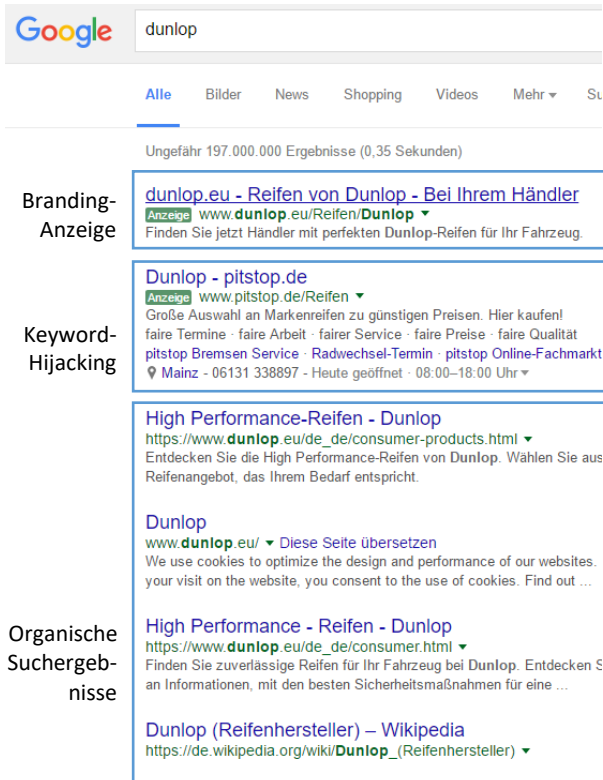 Google
dunlop
Alle Bilder News Shopping Videos Mehr Su
Ungefähr 197.000.000 Ergebnisse (0,35 Sekunden)
Branding-
Anzeige
dunlop.eu - Reifen von Dunlop - Bei Ihrem Händler
Anzeige www.dunlop.eu/Reifen/Dunlop
Finden Sie jetzt Händler mit perfekten Dunlop-Reifen für Ihr Fahrzeug.
Keyword-
Hijacking
Dunlop - pitstop.de
Anzeige www.pitstop.de/Reifen
Große Auswahl an Markenreifen zu günstigen Preisen. Hier kaufen!
faire Termine · faire Arbeit · fairer Service · faire Preise · faire Qualität
pitstop Bremsen Service · Radwechsel-Termin · pitstop Online-Fachmarkt
Mainz - 06131 338897 - Heute geöffnet · 08:00–18:00 Uhr
Organische
Suchergeb-
nisse
High Performance-Reifen - Dunlop
https://www.dunlop.eu/de_de/consumer-products.html
Entdecken Sie die High Performance-Reifen von Dunlop. Wählen Sie aus
Reifenangebot, das Ihrem Bedarf entspricht.
Dunlop
www.dunlop.eu/ Diese Seite übersetzen
We use cookies to optimize the design and performance of our websites.
your visit on the website, you consent to the use of cookies. Find out ...
High Performance - Reifen - Dunlop
https://www.dunlop.eu/de_de/consumer.html
Finden Sie zuverlässige Reifen für Ihr Fahrzeug bei Dunlop. Entdecken S
an Informationen, mit den besten Sicherheitsmaßnahmen für eine ...
Dunlop (Reifenhersteller) – Wikipedia
https://de.wikipedia.org/wiki/Dunlop_(Reifenhersteller)